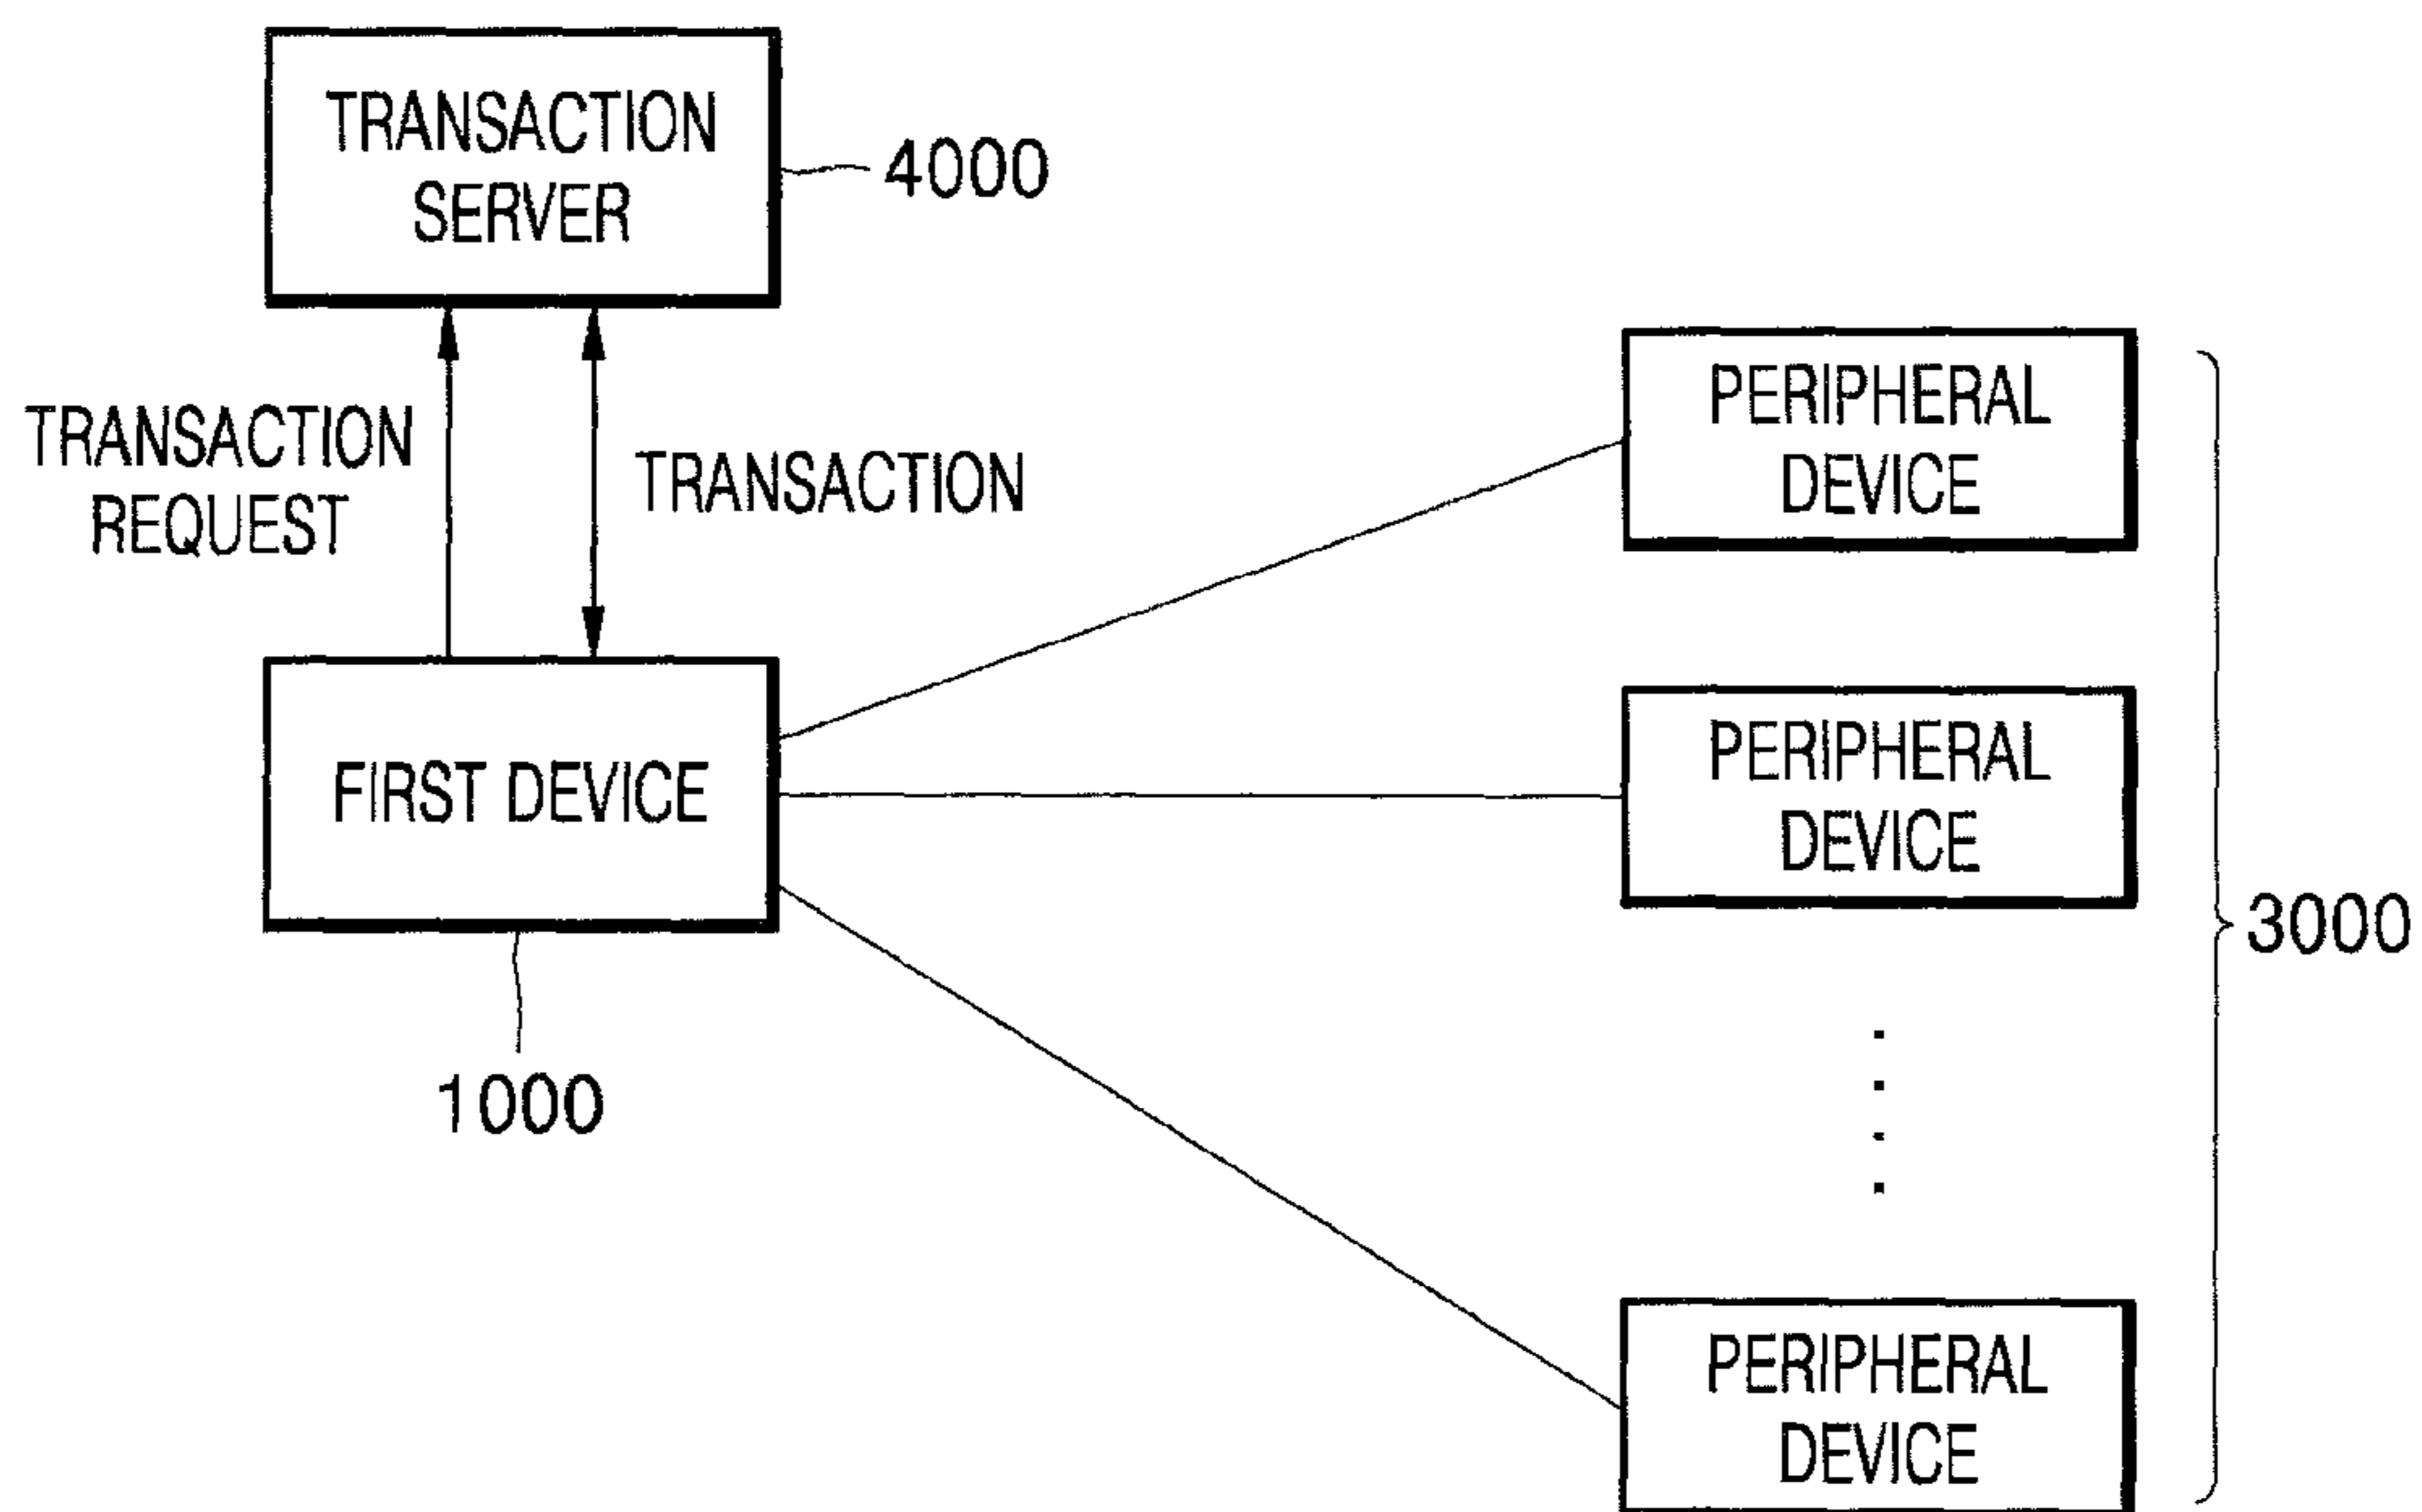 TRANSACTION
SERVER
4000
TRANSACTION
REQUEST
TRANSACTION
FIRST DEVICE
1000
PERIPHERAL
DEVICE
PERIPHERAL
DEVICE
PERIPHERAL
DEVICE
3000